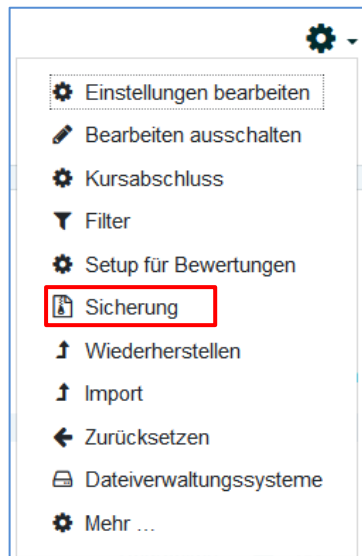 Einstellungen bearbeiten
Bearbeiten ausschalten
Kursabschluss
Filter
Setup für Bewertungen
Sicherung
Wiederherstellen
Import
Zurücksetzen
Dateiverwaltungssysteme
Mehr ...